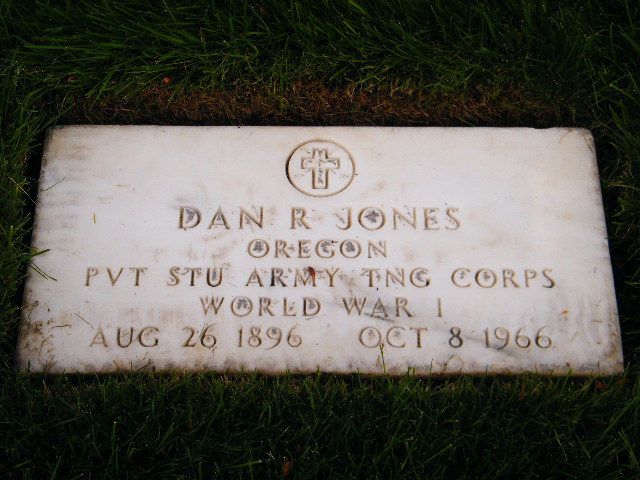 DAN R JONES
OREGON
PVT STU ARMY TNG CORPS
WORLD WAR I
AUG 26 1896 OCT 8 1966